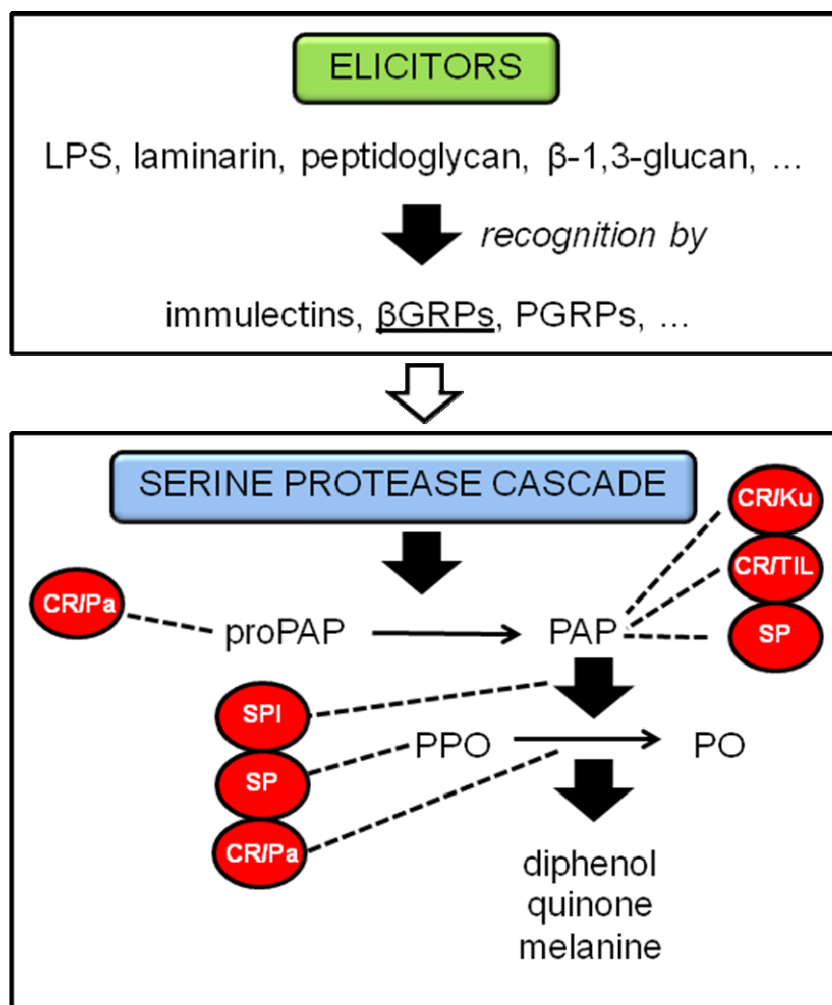 ELICITORS
LPS, laminarin, peptidoglycan, β-1,3-glucan, ...
recognition by
immulectins, βGRPs, PGRPs, ...
SERINE PROTEASE CASCADE
CR/Ku
CR/TIL
SP
CR/Pa
proPAP
PAP
SPI
SP
CR/Pa
PPO
PO
diphenol
quinone
melanine